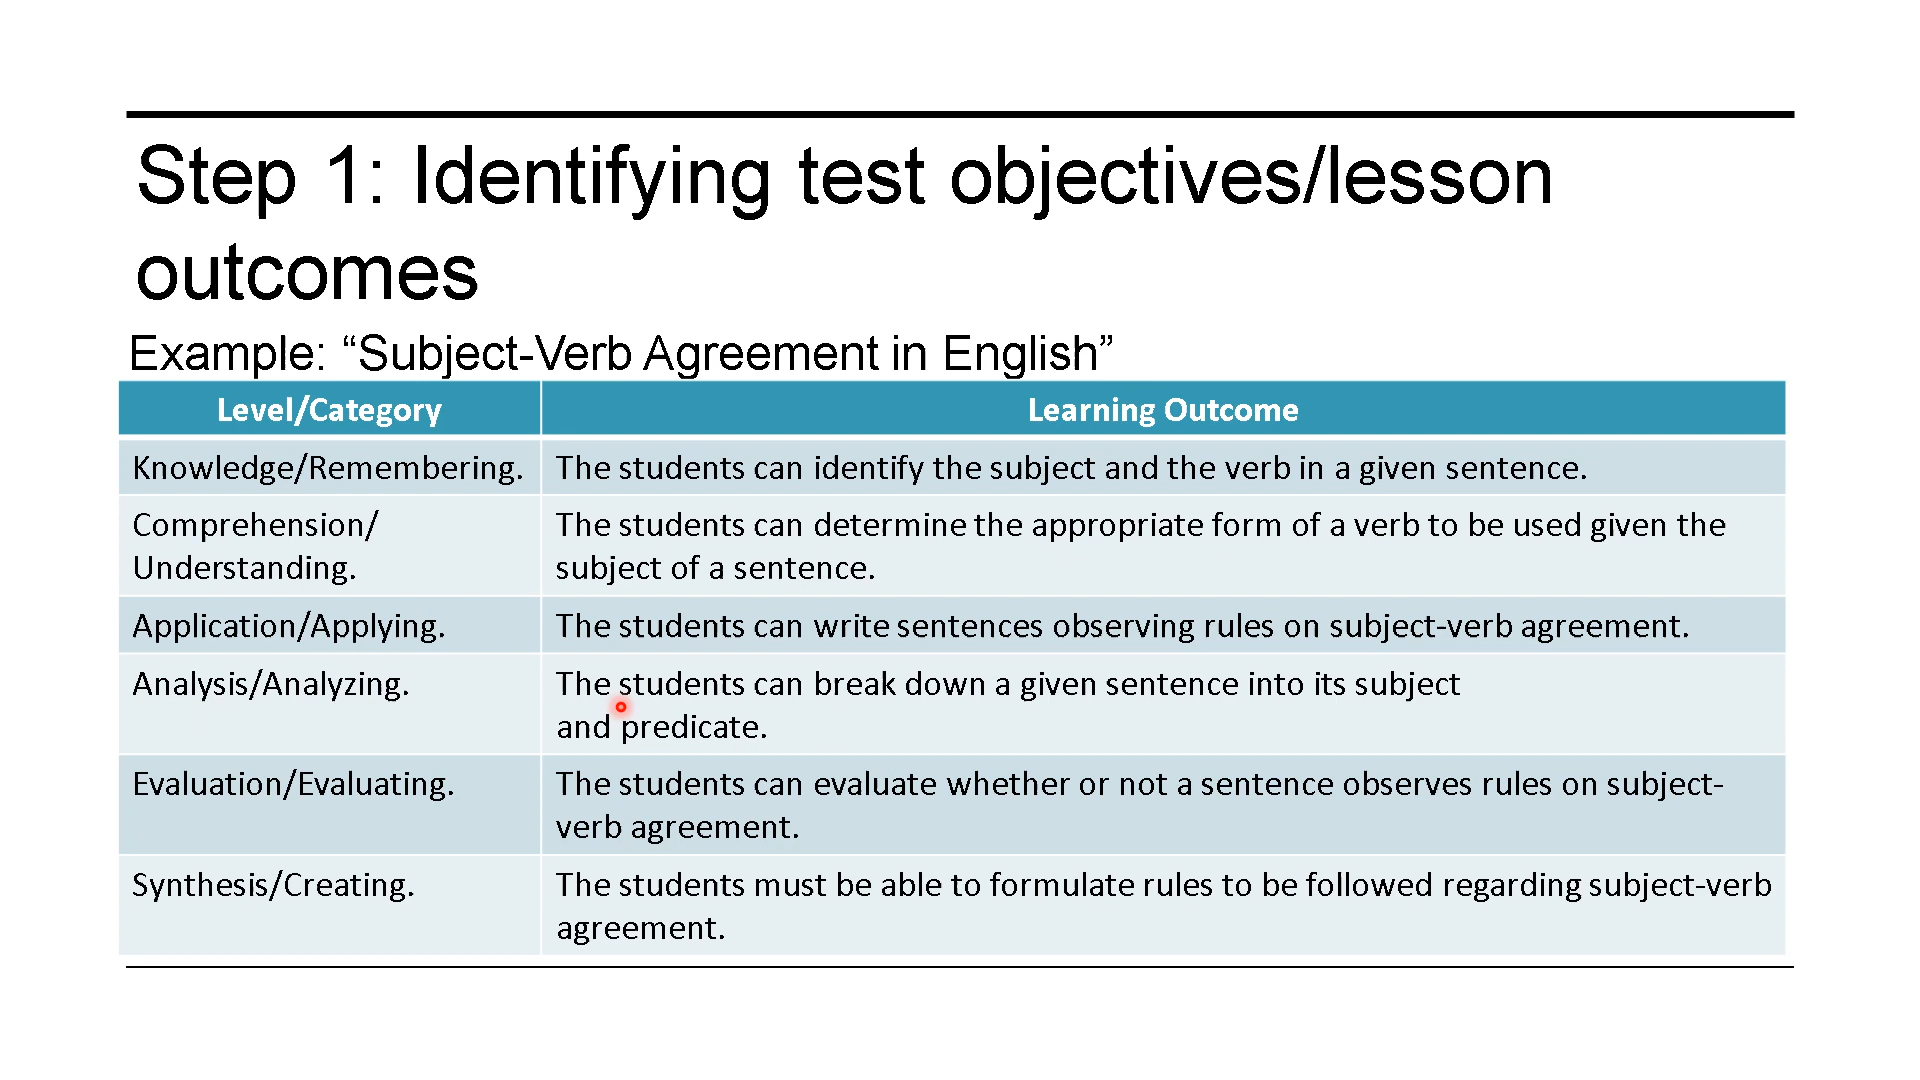 Step 1: Identifying test objectives/lesson
outcomes
Example: “Subject-Verb Agreement in English”
Level/Category
Learning Outcome
Knowledge/Remembering.
The students can identify the subject and the verb in a given sentence.
Comprehension/
Understanding.
The students can determine the appropriate form of a verb to be used given the
subject of a sentence.
Application/Applying.
The students can write sentences observing rules on subject-verb agreement.
Analysis/Analyzing.
The students can break down a given sentence into its subject
and predicate.
Evaluation/Evaluating.
The students can evaluate whether or not a sentence observes rules on subject-
verb agreement.
Synthesis/Creating.
The students must be able to formulate rules to be followed regarding subject-verb
agreement.